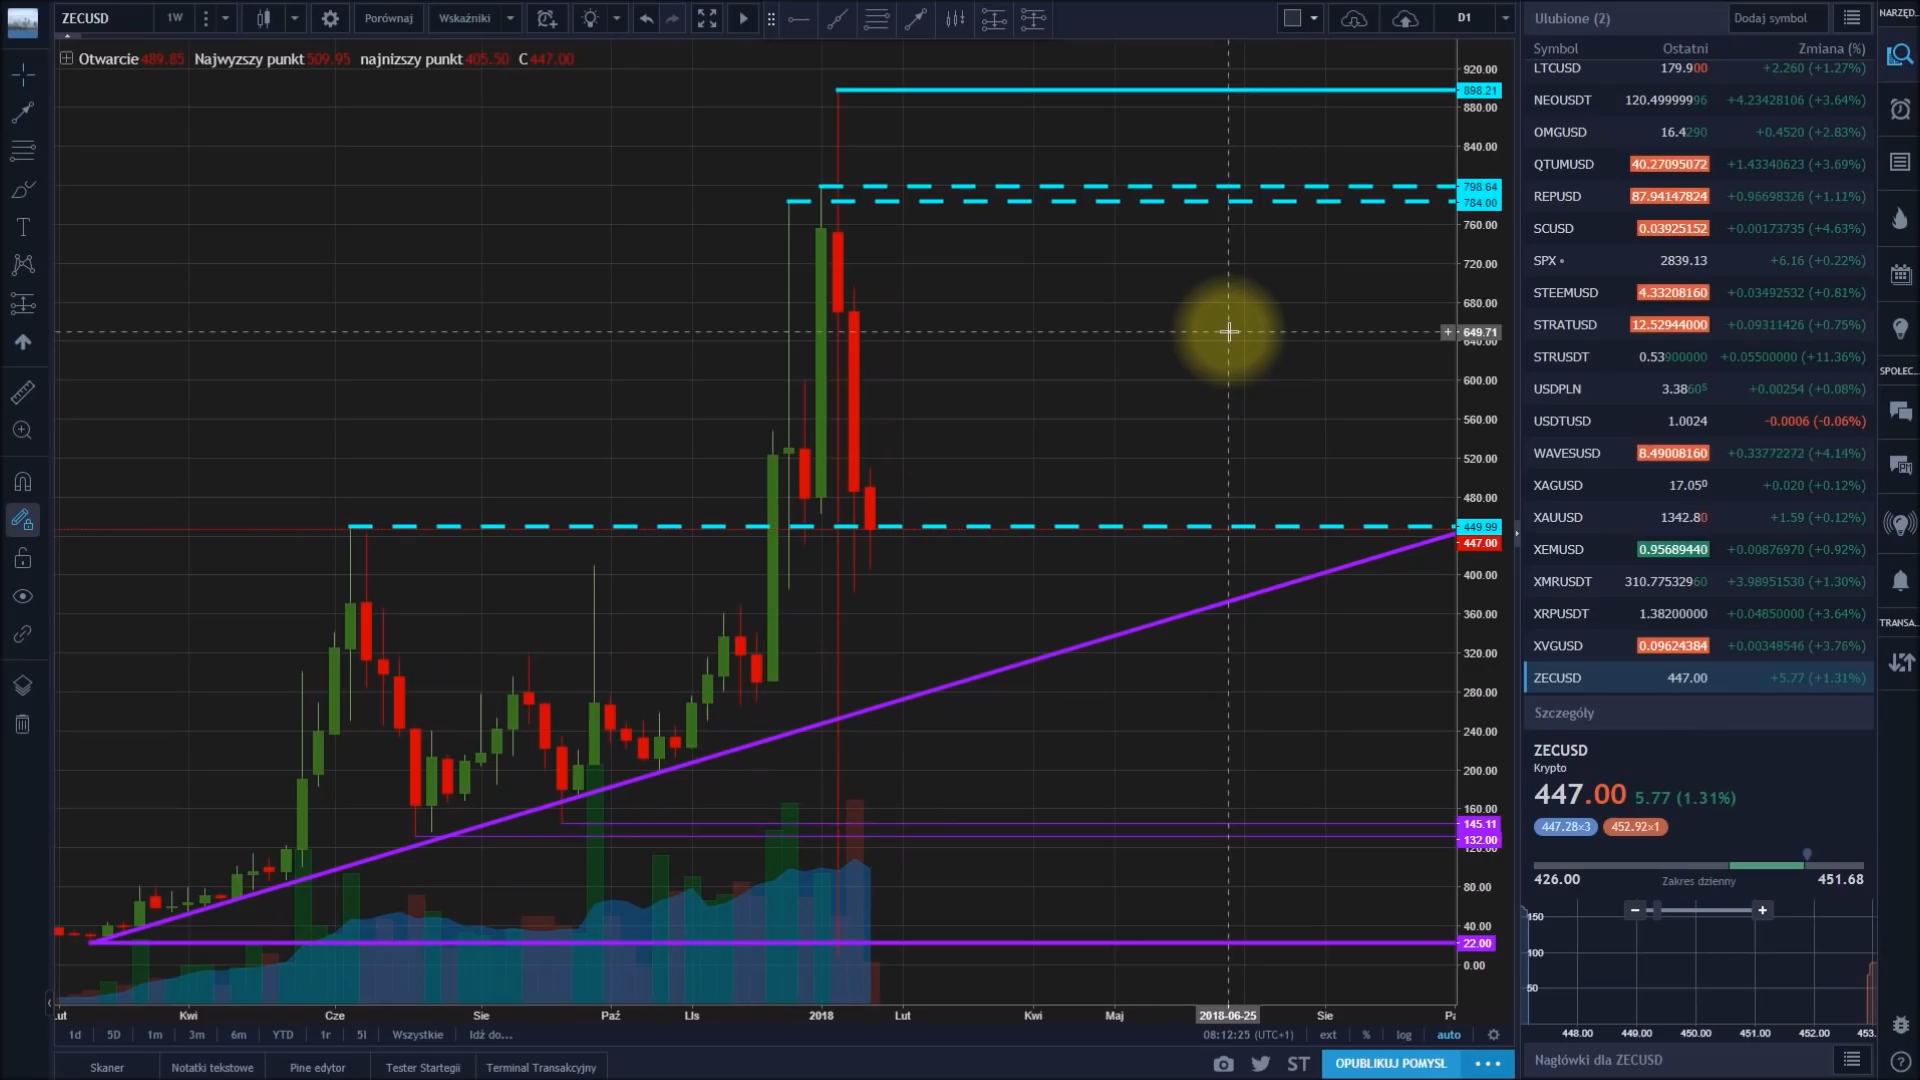 ZECUSD
1W
Porównaj
Wskaźniki
D1
Otwarcie 489.85 Najwyzszy punkt 509.95 najnizszy punkt 405.50 C 447.00
920.00
898.21
880.00
840.00
798.64
784.00
760.00
720.00
680.00
649.71
640.00
600.00
560.00
520.00
480.00
449.99
447.00
400.00
360.00
320.00
280.00
240.00
200.00
160.00
145.11
132.00
120.00
80.00
40.00
22.00
0.00
Kwi
Cze
Sie
Paź
LIs
2018
Lut
Kwi
Maj
2018-06-25
Sie
1d
5D
1m
3m
6m
YTD
1r
5l
Wszystkie
Idź do...
08:12:25 (UTC+1)
ext
%
log
auto
Skaner
Notatki tekstowe
Pine edytor
Tester Startegii
Terminal Transakcyjny
ST
OPUBLIKUJ POMYSŁ
Ulubione (2)
Dodaj symbol
Symbol Ostatni Zmiana (%)
LTCUSD 179.900 +2.260 (+1.27%)
NEOUSDT 120.499999996 +4.23428106 (+3.64%)
OMGUSD 16.4290 +0.4520 (+2.83%)
QTUMUSD 40.27095072 +1.43340623 (+3.69%)
REPUSD 87.94147824 +0.96698326 (+1.11%)
SCUSD 0.03925152 +0.00173735 (+4.63%)
SPX 2839.13 +6.16 (+0.22%)
STEEMUSD 4.33208160 +0.03492532 (+0.81%)
STRATUSD 12.52944000 +0.09311426 (+0.75%)
STRUSDT 0.53900000 +0.05500000 (+11.36%)
USDPLN 3.3860⁵ +0.00254 (+0.08%)
USDTUSD 1.0024 -0.0006 (-0.06%)
WAVESUSD 8.49008160 +0.33772272 (+4.14%)
XAGUSD 17.05⁰ +0.020 (+0.12%)
XAUUSD 1342.80 +1.59 (+0.12%)
XEMUSD 0.95689440 +0.00876970 (+0.92%)
XMRUSDT 310.77532960 +3.98951530 (+1.30%)
XRPUSDT 1.38200000 +0.04850000 (+3.64%)
XVGUSD 0.09624384 +0.00348546 (+3.76%)
ZECUSD 447.00 +5.77 (+1.31%)
Szczegóły
ZECUSD
Krypto
447.00 5.77 (1.31%)
447.28×3 452.92×1
426.00 Zakres dzienny 451.68
150
100
50
448.00 449.00 450.00 451.00 452.00 453.
Nagłówki dla ZECUSD
NARZĘD.
SPOŁEC.
TRANSA.